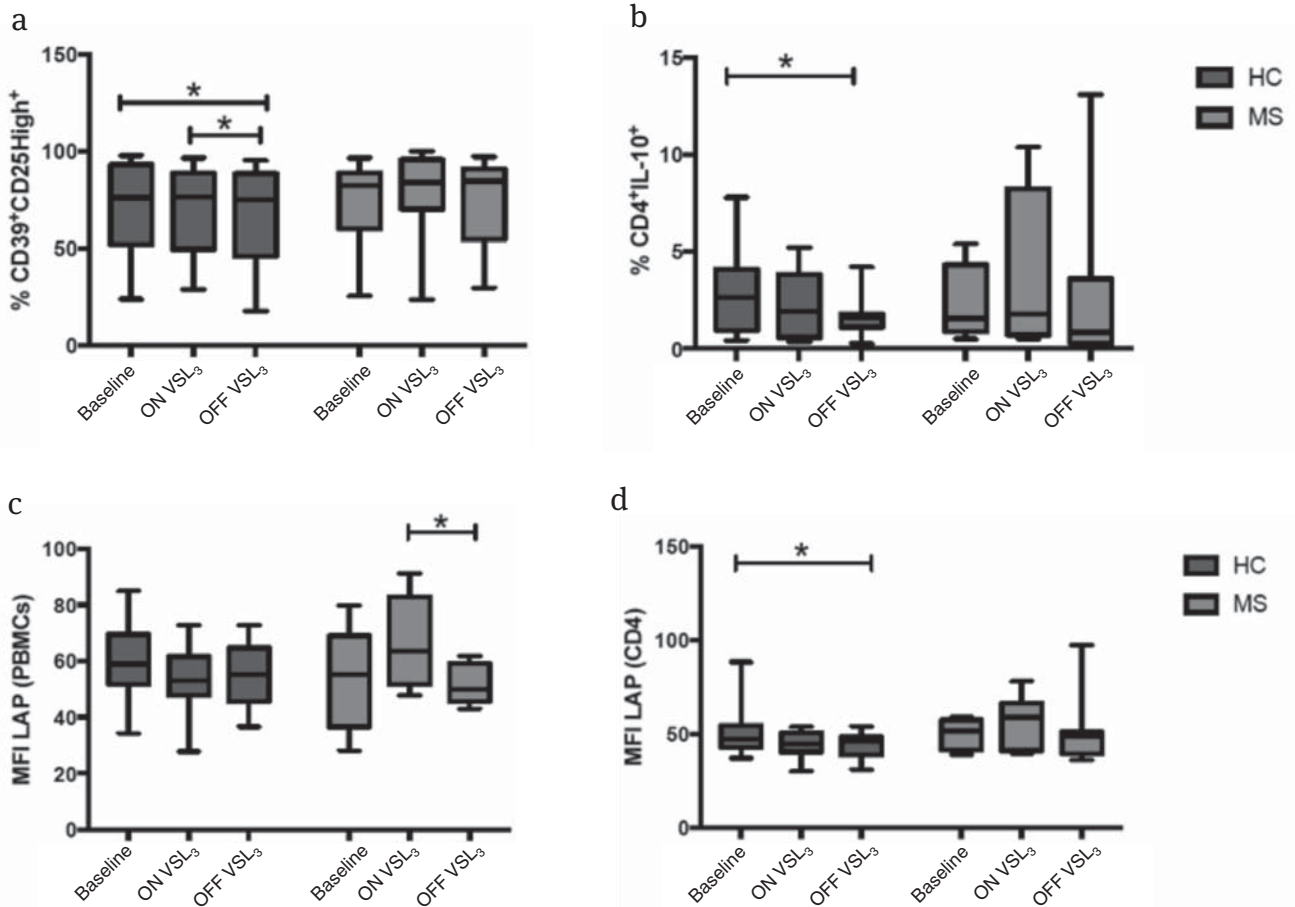 a
150
100
50
0
% CD39⁺CD25High⁺
*
*
Baseline
ON VSL₃
OFF VSL₃
Baseline
ON VSL₃
OFF VSL₃
b
15
10
5
0
% CD4⁺IL-10⁺
*
Baseline
ON VSL₃
OFF VSL₃
Baseline
ON VSL₃
OFF VSL₃
HC
MS
c
100
80
60
40
20
0
MFI LAP (PBMCs)
*
Baseline
ON VSL₃
OFF VSL₃
Baseline
ON VSL₃
OFF VSL₃
d
150
100
50
0
MFI LAP (CD4)
*
Baseline
ON VSL₃
OFF VSL₃
Baseline
ON VSL₃
OFF VSL₃
HC
MS